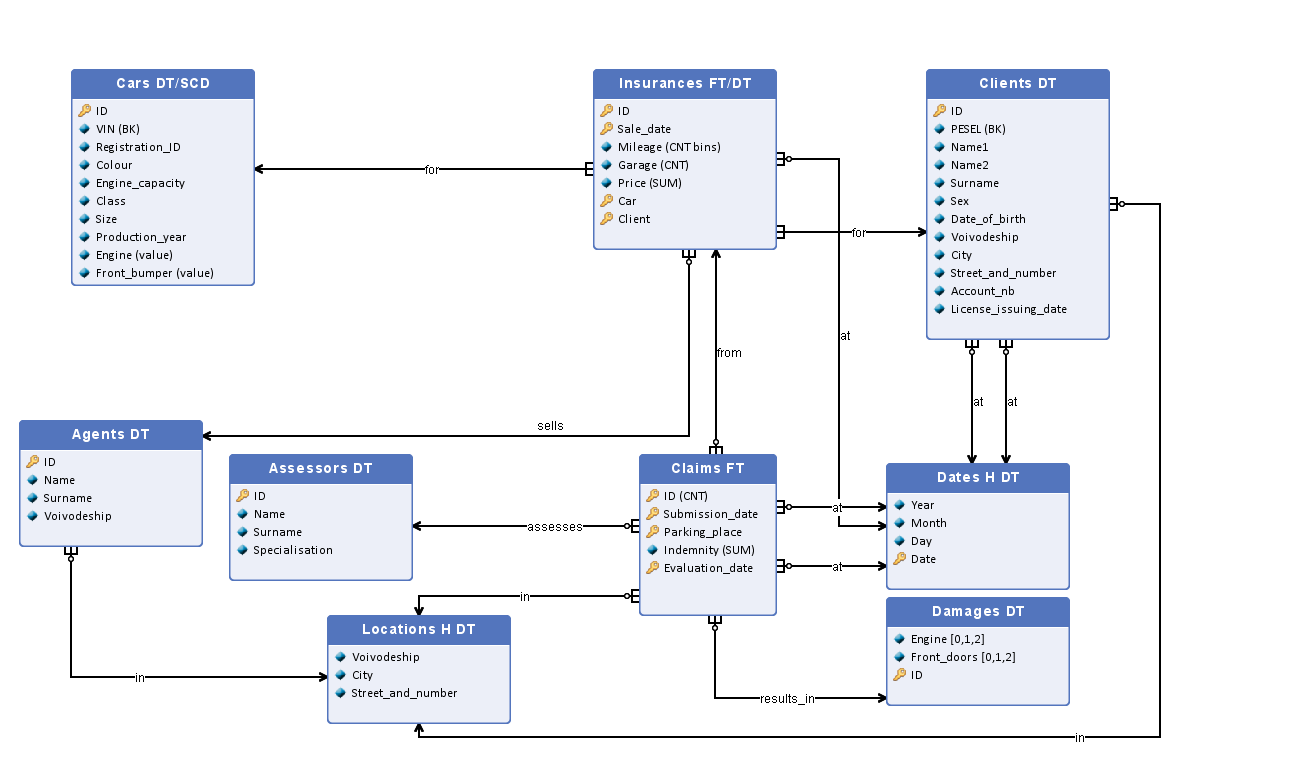 Cars DT/SCD
ID
VIN (BK)
Registration_ID
Colour
Engine_capacity
Class
Size
Production_year
Engine (value)
Front_bumper (value)
for
Insurances FT/DT
ID
Sale_date
Mileage (CNT bins)
Garage (CNT)
Price (SUM)
Car
Client
for
Clients DT
ID
PESEL (BK)
Name1
Name2
Surname
Sex
Date_of_birth
Voivodeship
City
Street_and_number
Account_nb
License_issuing_date
at
from
at
at
sells
Agents DT
ID
Name
Surname
Voivodeship
Assessors DT
ID
Name
Surname
Specialisation
assesses
Claims FT
ID (CNT)
Submission_date
Parking_place
Indemnity (SUM)
Evaluation_date
at
at
Dates H DT
Year
Month
Day
Date
in
Locations H DT
Voivodeship
City
Street_and_number
in
Damages DT
Engine [0,1,2]
Front_doors [0,1,2]
ID
results_in
in